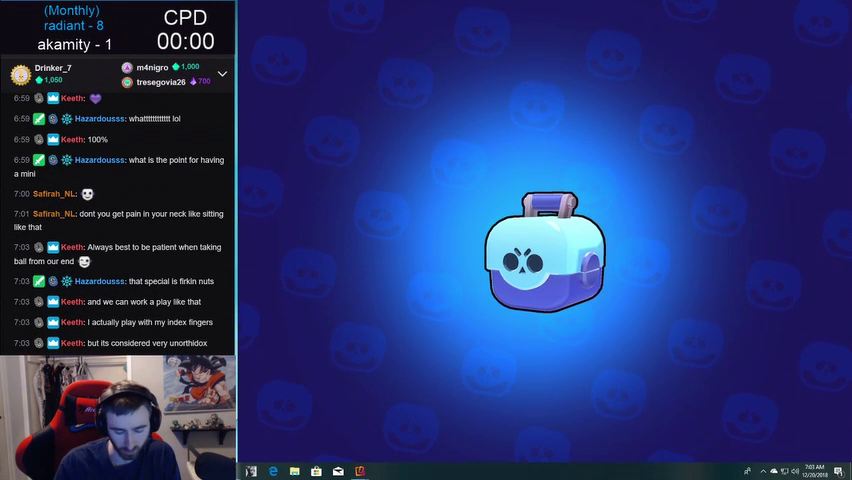 (Monthly)
radiant - 8
akamity - 1
CPD
00:00
Drinker_7
1,050
m4nigro 1,000
tresegovia26 700
6:59 Keeth:
6:59 Hazardousss: whatttttttttttt lol
6:59 Keeth: 100%
6:59 Hazardousss: what is the point for having
a mini
7:00 Safirah_NL:
7:01 Safirah_NL: dont you get pain in your neck like sitting
like that
7:03 Keeth: Always best to be patient when taking
ball from our end
7:03 Hazardousss: that special is firkin nuts
7:03 Keeth: and we can work a play like that
7:03 Keeth: I actually play with my index fingers
7:03 Keeth: but its considered very unorthidox
7:03 AM
12/20/2018